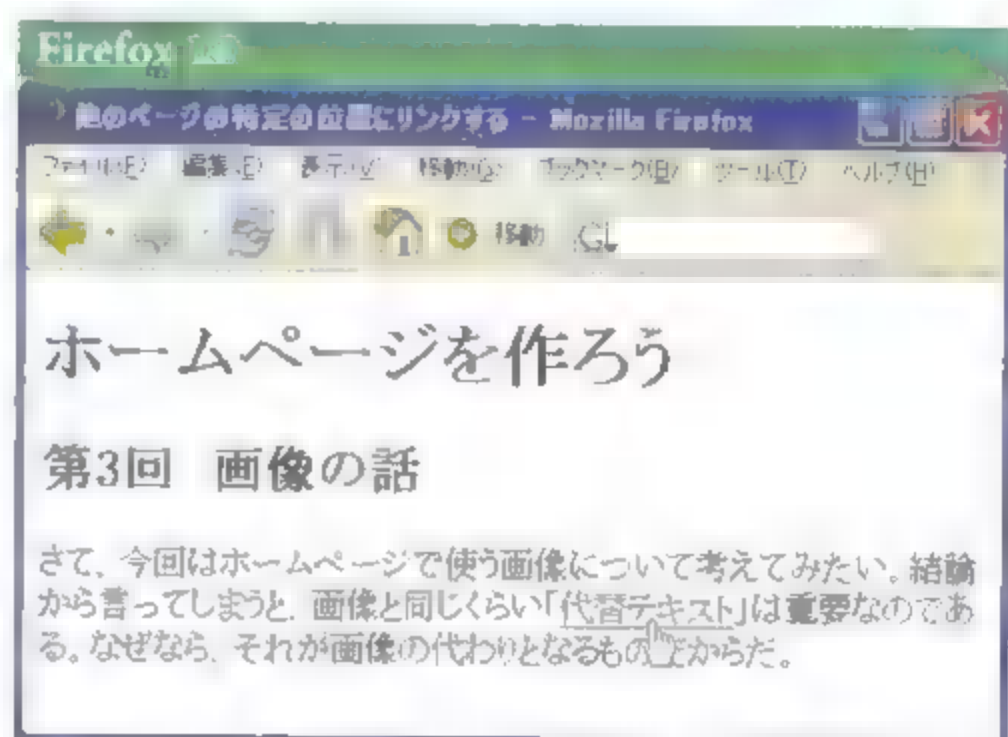 Firefox
他のページの特定の位置にリンクする - Mozilla Firefox
ファイル(F) 編集(E) 表示(V) 移動(G) ブックマーク(B) ツール(T) ヘルプ(H)
移動
ホームページを作ろう
第3回 画像の話
さて、今回はホームページで使う画像について考えてみたい。結論
から言ってしまうと、画像と同じくらい「代替テキスト」は重要なのであ
る。なぜなら、それが画像の代わりとなるものだからだ。